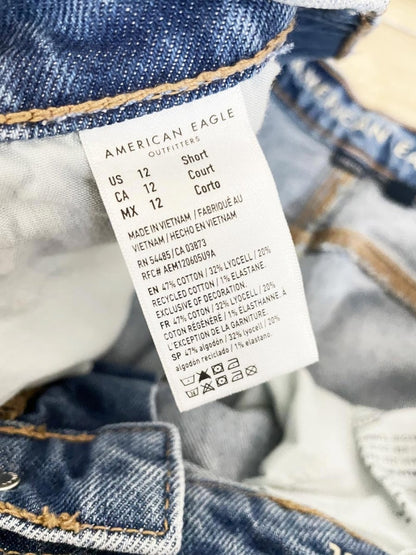 AMERICAN EAGLE
OUTFITTERS
US 12 Short
CA 12 Court
MX 12 Corto
MADE IN VIETNAM / FABRIQUÉ AU
VIETNAM / HECHO EN VIETNAM
RN 54485 / CA 03873
RFC# AEM120605U9A
EN 47% COTTON / 32% LYOCELL / 20%
RECYCLED COTTON / 1% ELASTANE.
EXCLUSIVE OF DECORATION.
FR 47% COTON / 32% LYOCELL / 20%
COTON RÉGÉNÉRÉ / 1% ÉLASTHANNE. À
L'EXCEPTION DE LA GARNITURE
SP 47% algodón / 32% lyocell / 20%
algodón reciclado / 1% elastano.
AMERICAN EA